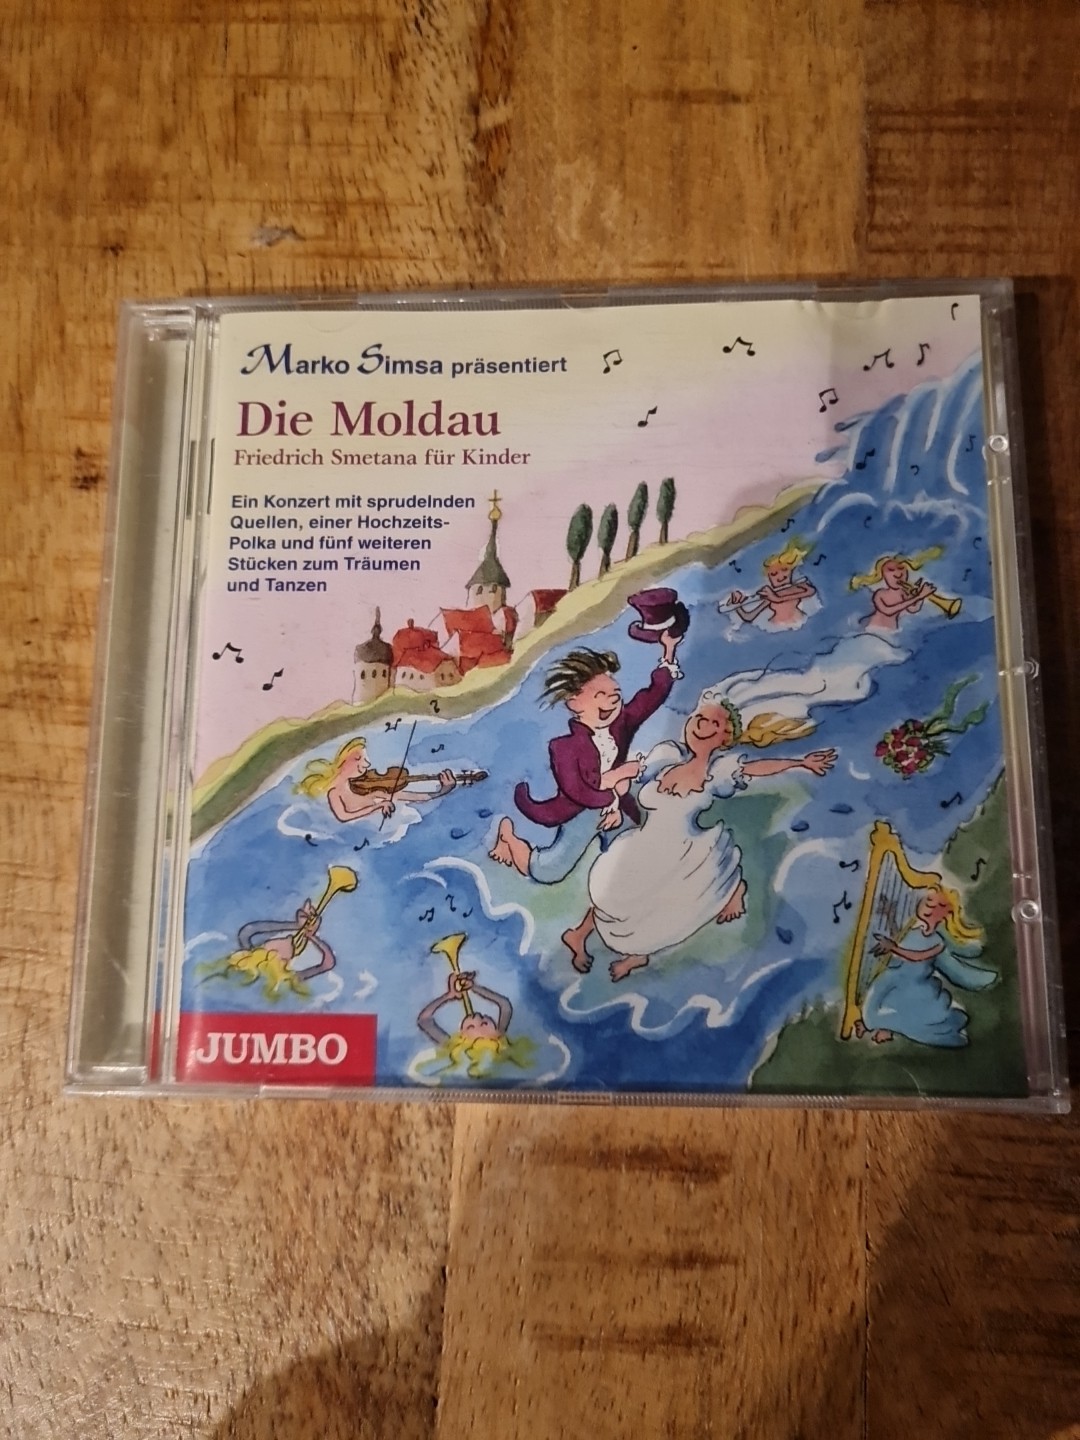 Marko Simsa präsentiert
Die Moldau
Friedrich Smetana für Kinder
Ein Konzert mit sprudelnden
Quellen, einer Hochzeits-
Polka und fünf weiteren
Stücken zum Träumen
und Tanzen
JUMBO